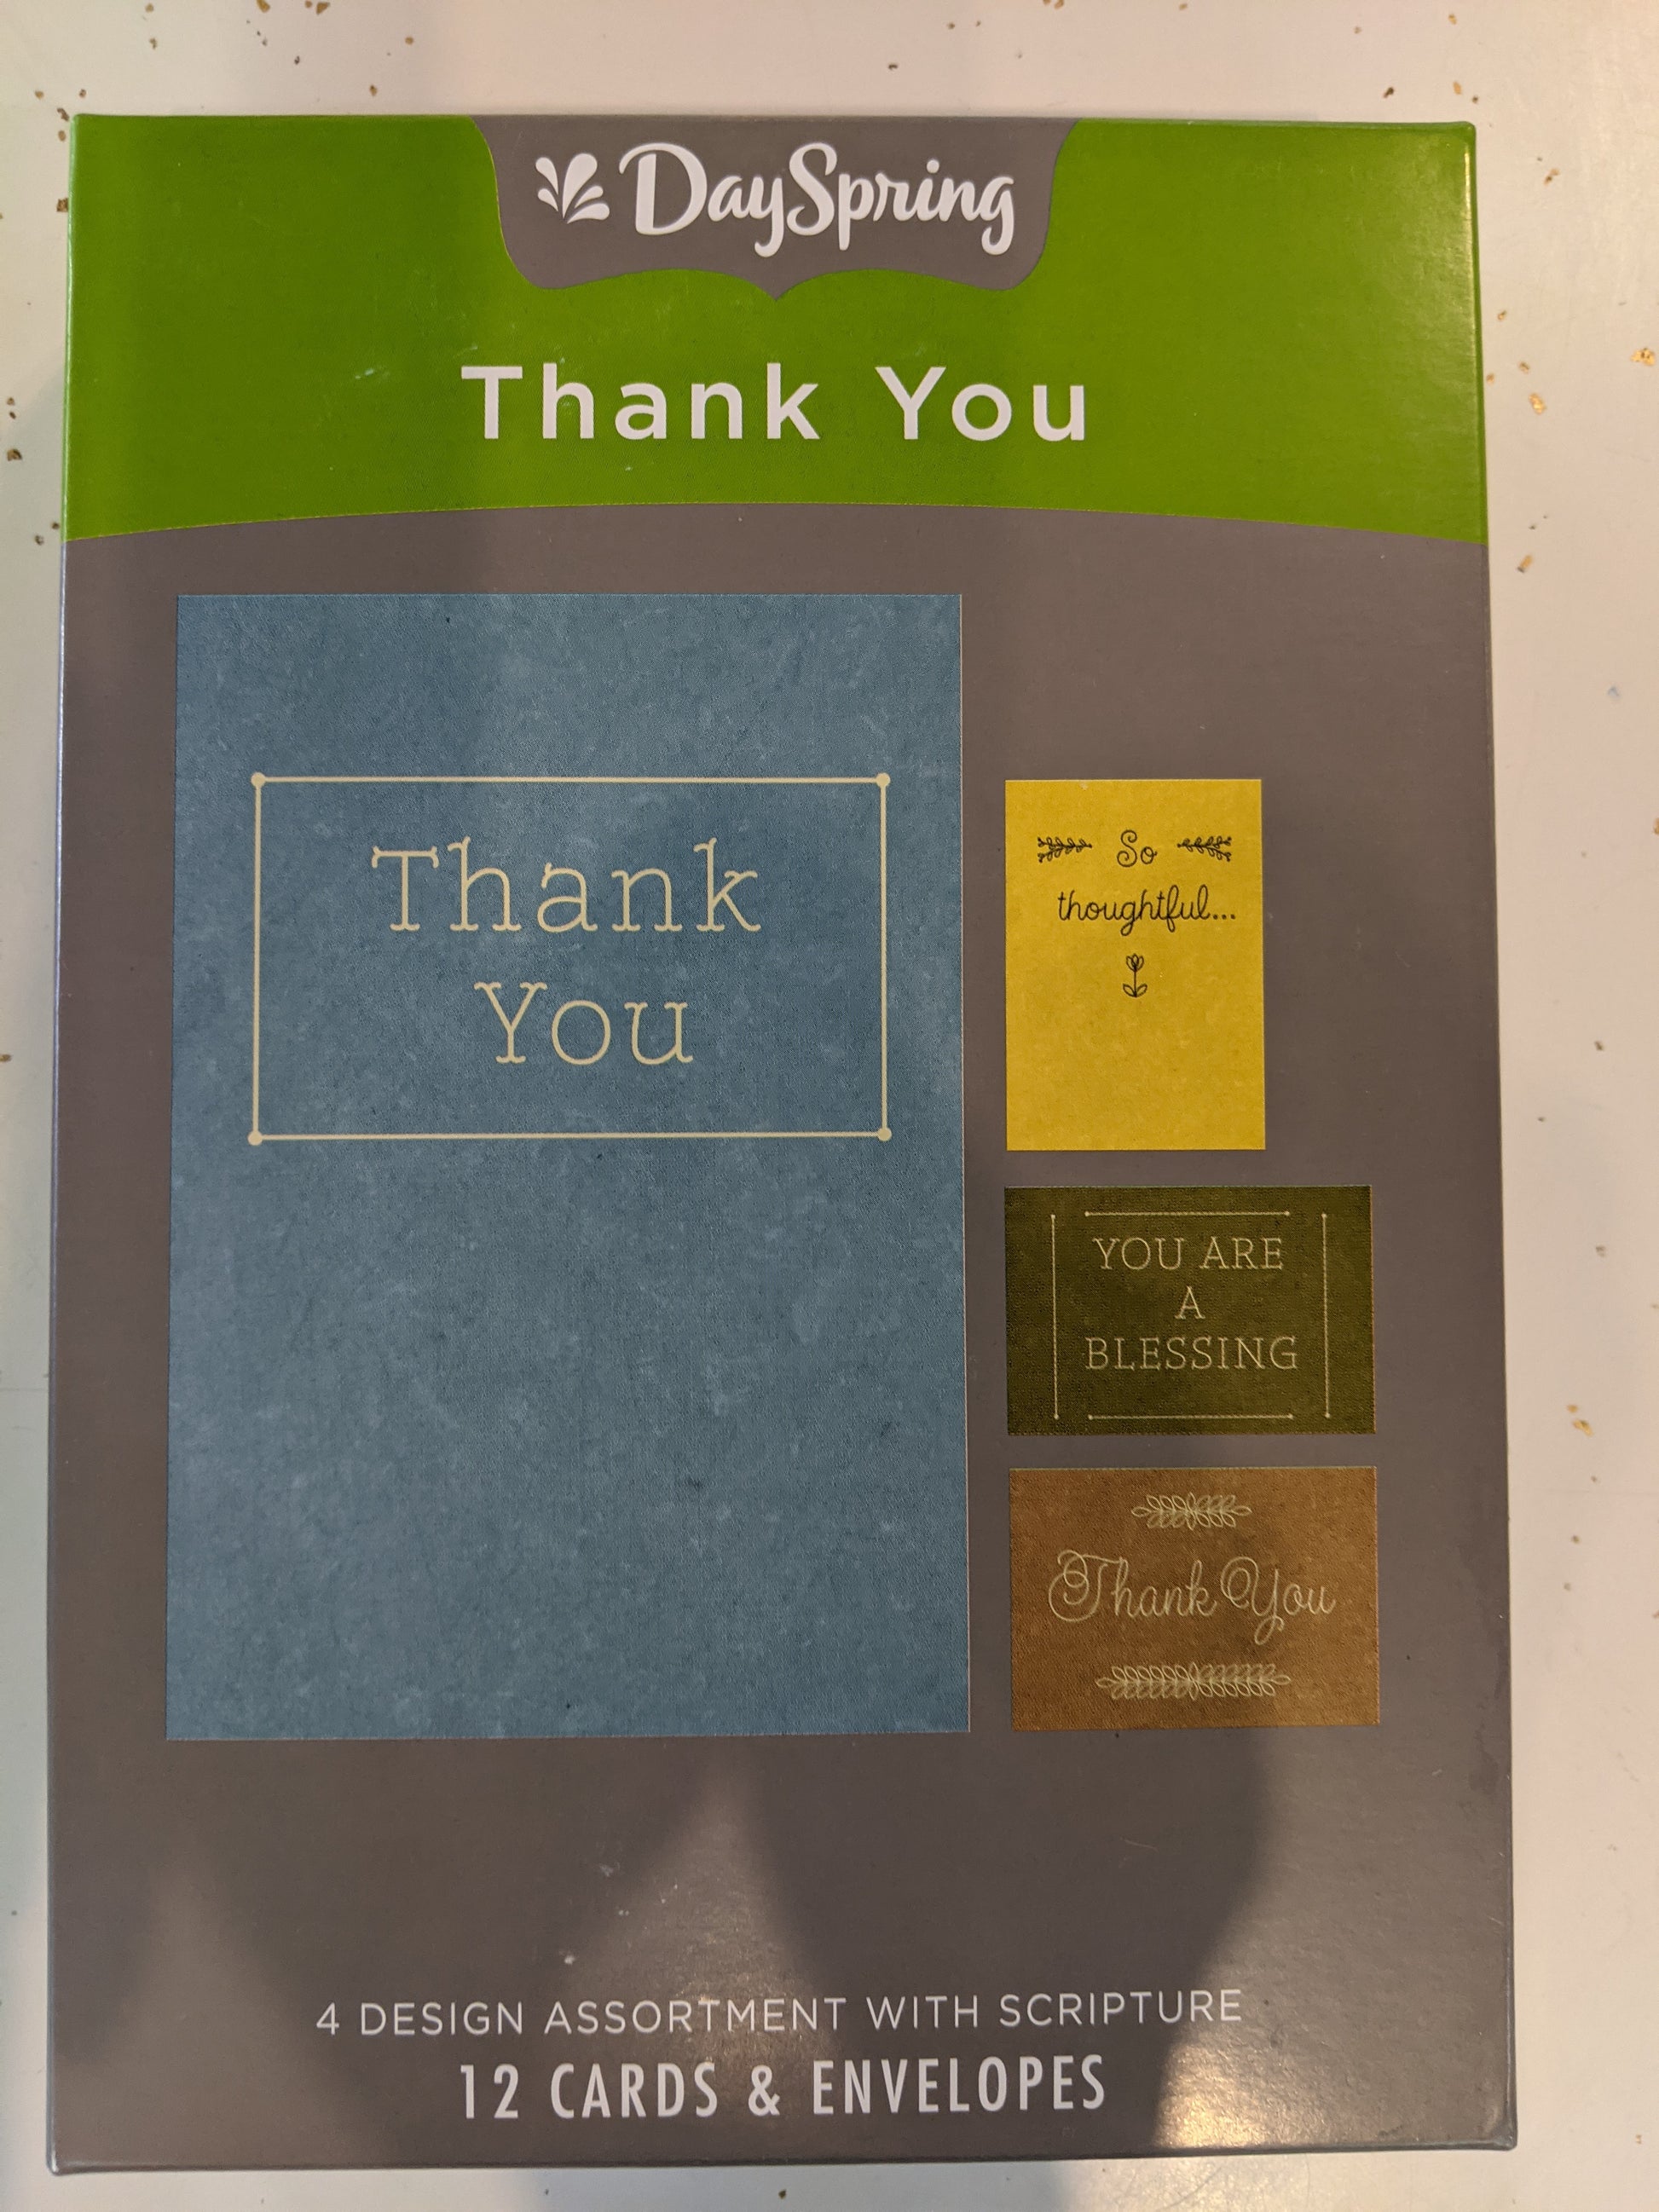 DaySpring
Thank You
Thank
You
So
thoughtful...
YOU ARE
A
BLESSING
Thank You
4 DESIGN ASSORTMENT WITH SCRIPTURE
12 CARDS & ENVELOPES